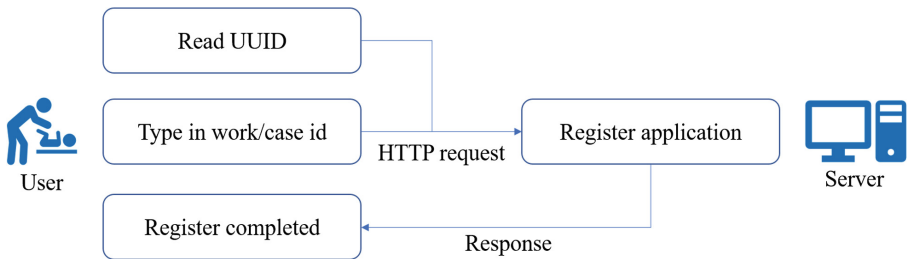 Read UUID
Type in work/case id
Register application
HTTP request
User
Server
Register completed
Response